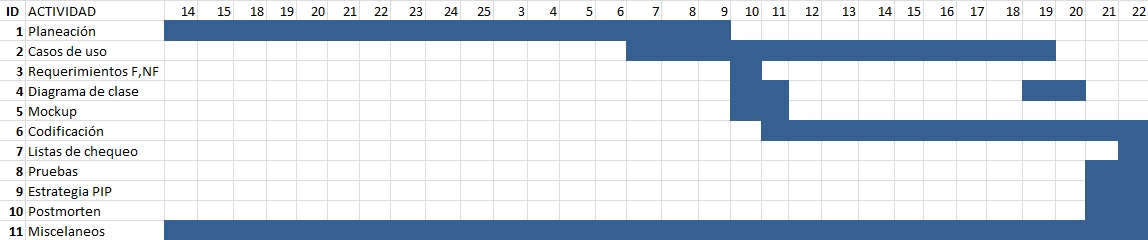 ID ACTIVIDAD 14 15 18 19 20 21 22 23 24 25 3 4 5 6 7 8 9 10 11 12 13 14 15 16 17 18 19 20 21 22
1 Planeación
2 Casos de uso
3 Requerimientos F,NF
4 Diagrama de clase
5 Mockup
6 Codificación
7 Listas de chequeo
8 Pruebas
9 Estrategia PIP
10 Postmorten
11 Miscelaneos